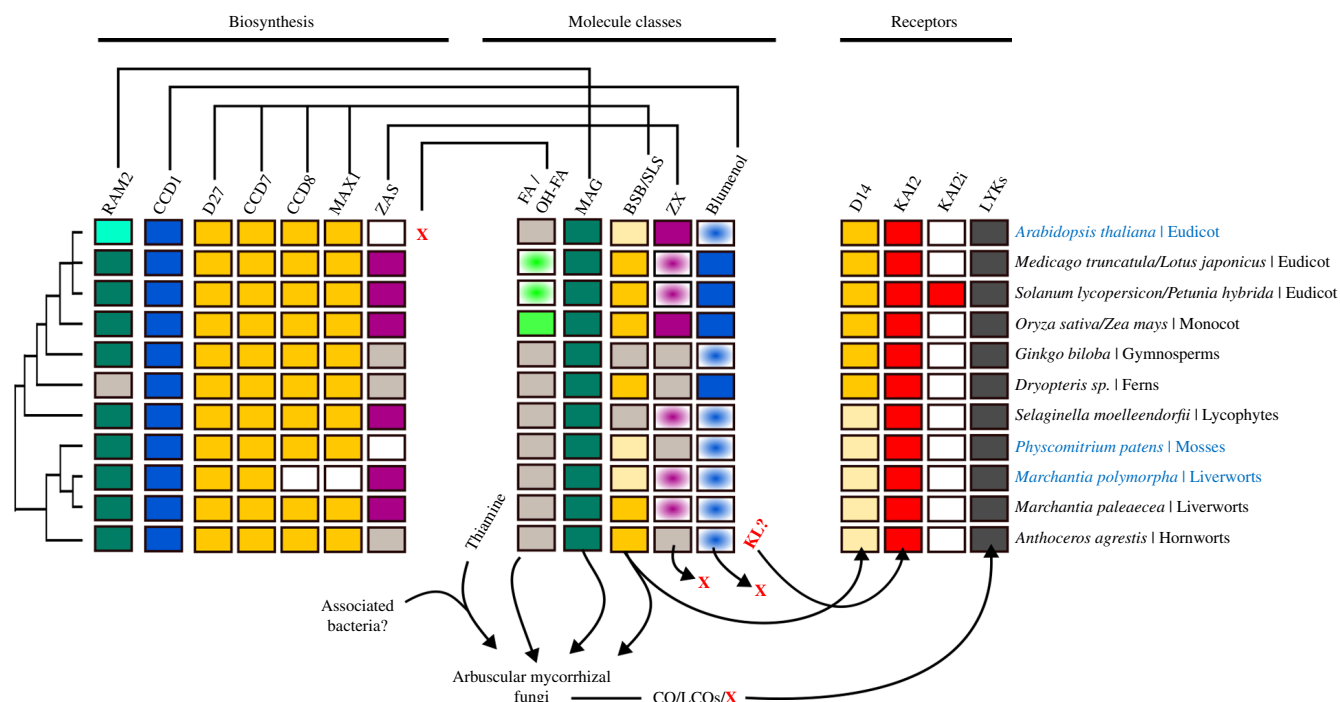 Biosynthesis
Molecule classes
Receptors
RAM2
CCD1
D27
CCD7
CCD8
MAX1
ZAS
FA /
OH-FA
MAG
BSB/SLS
ZX
Blumenol
D14
KAI2
KAI2i
LYKs
X
Arabidopsis thaliana | Eudicot
Medicago truncatula/Lotus japonicus | Eudicot
Solanum lycopersicon/Petunia hybrida | Eudicot
Oryza sativa/Zea mays | Monocot
Ginkgo biloba | Gymnosperms
Dryopteris sp. | Ferns
Selaginella moelleendorfii | Lycophytes
Physcomitrium patens | Mosses
Marchantia polymorpha | Liverworts
Marchantia paleaecea | Liverworts
Anthoceros agrestis | Hornworts
Thiamine
KL?
X
X
Associated
bacteria?
Arbuscular mycorrhizal
fungi
CO/LCOs/X